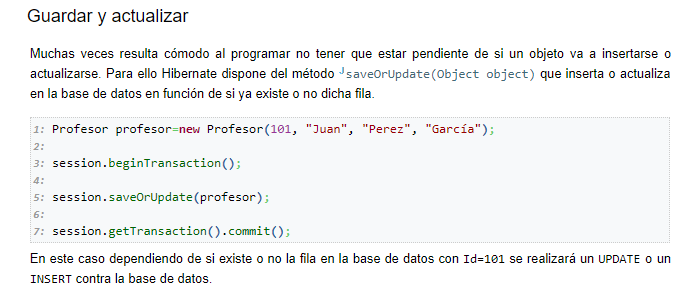 Guardar y actualizar
Muchas veces resulta cómodo al programar no tener que estar pendiente de si un objeto va a insertarse o
actualizarse. Para ello Hibernate dispone del método saveOrUpdate(Object object) que inserta o actualiza
en la base de datos en función de si ya existe o no dicha fila.
1: Profesor profesor=new Profesor(101, "Juan", "Perez", "García");
2:
3: session.beginTransaction();
4:
5: session.saveOrUpdate(profesor);
6:
7: session.getTransaction().commit();
En este caso dependiendo de si existe o no la fila en la base de datos con Id=101 se realizará un UPDATE o un
INSERT contra la base de datos.